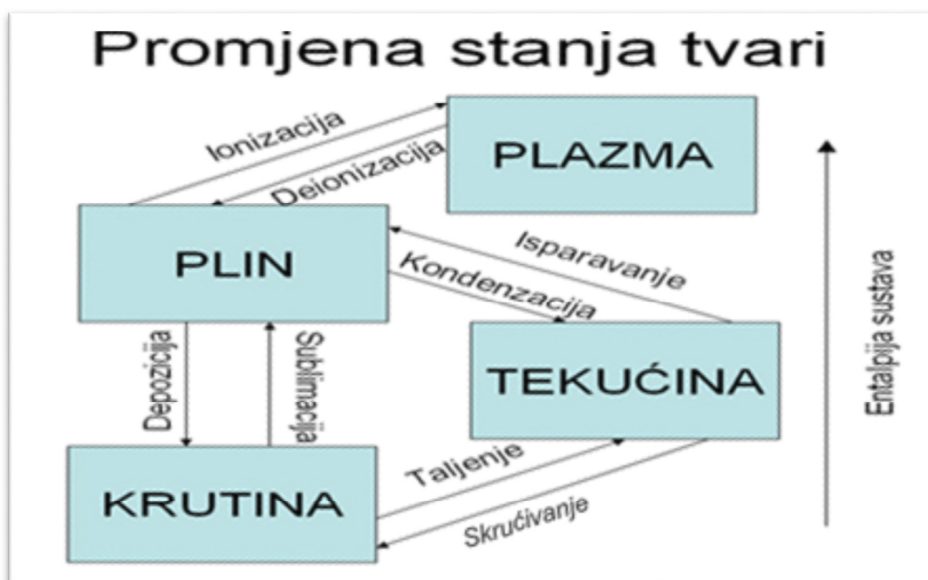 Promjena stanja tvari
Ionizacija
PLAZMA
Deionizacija
PLIN
Isparavanje
Kondenzacija
Entalpija sustava
Depozicija
Sublimacija
TEKUĆINA
Taljenje
KRUTINA
Skrućivanje